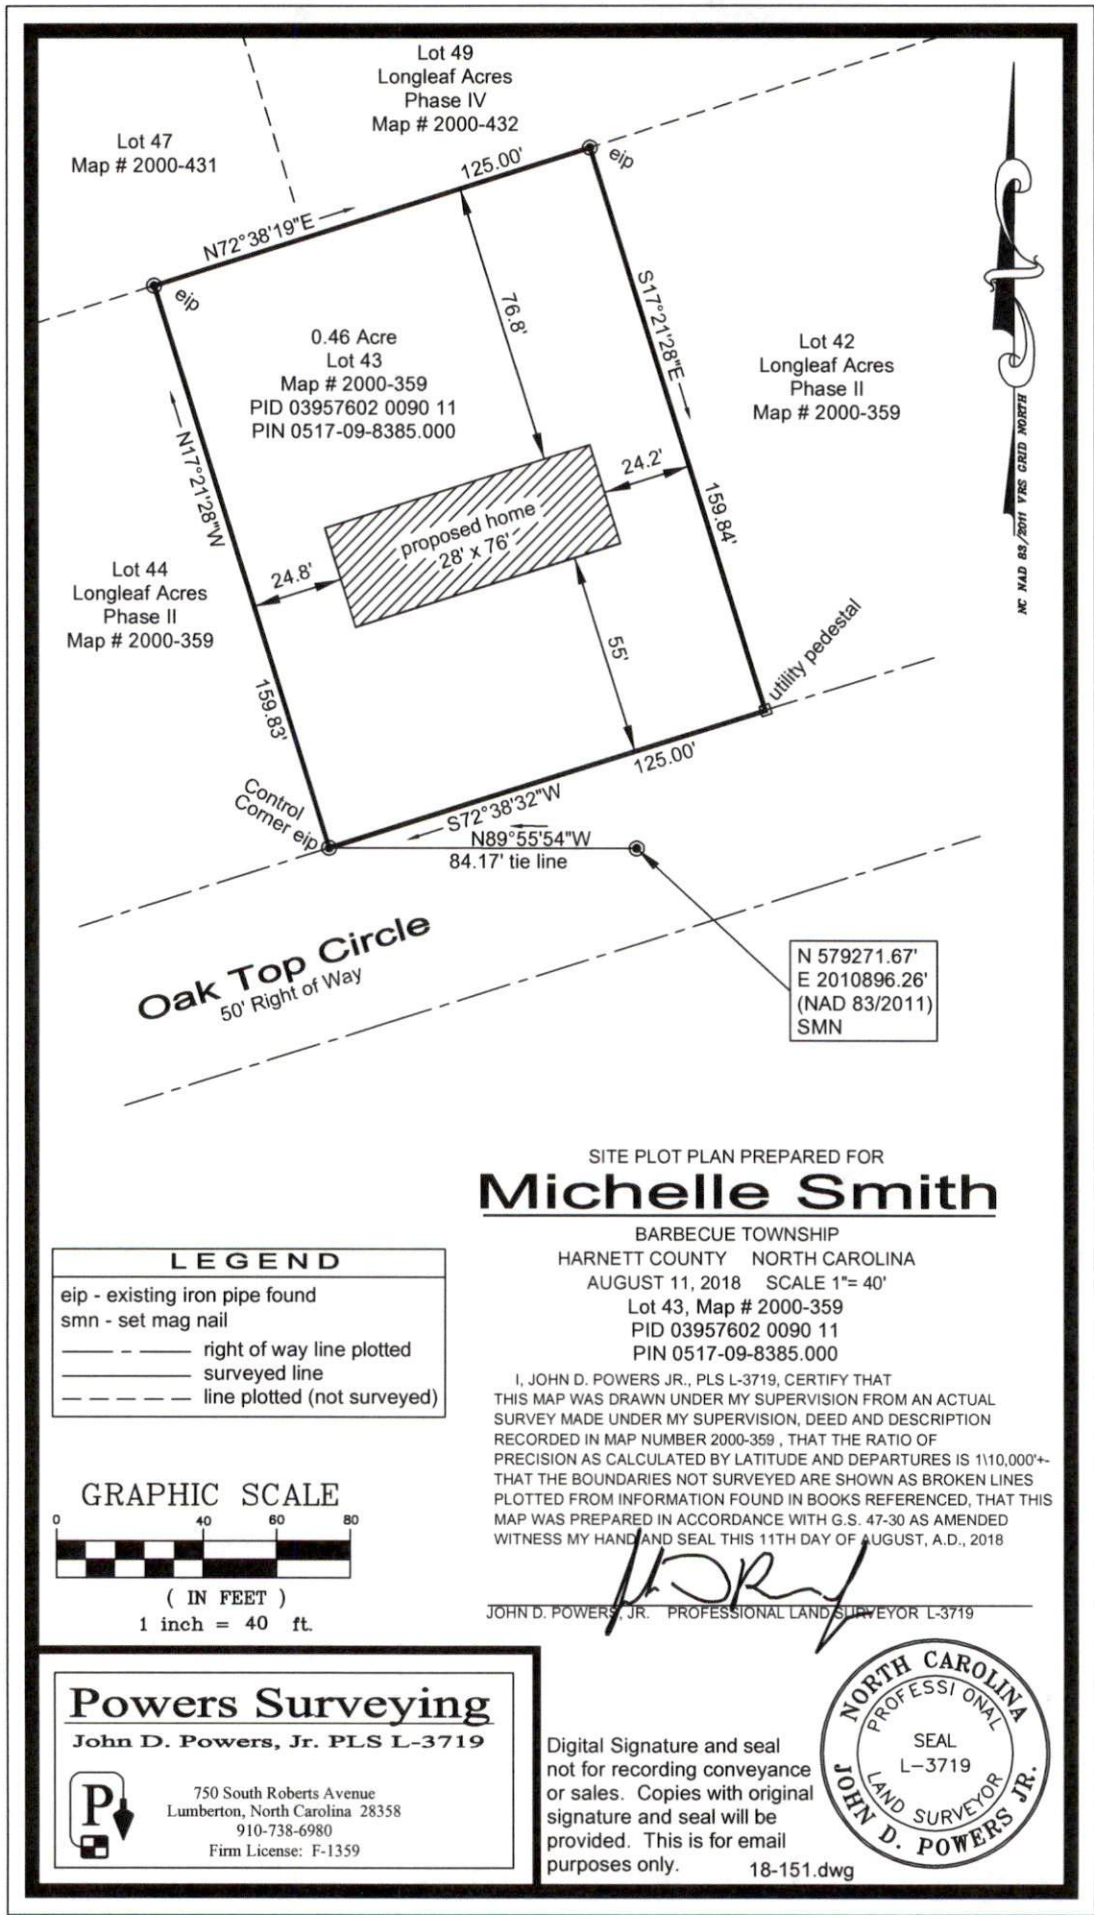 Lot 49
Longleaf Acres
Phase IV
Map # 2000-432
Lot 47
Map # 2000-431
125.00'
eip
N72°38'19"E
eip
76.8'
S17°21'28"E
0.46 Acre
Lot 43
Map # 2000-359
PID 03957602 0090 11
PIN 0517-09-8385.000
Lot 42
Longleaf Acres
Phase II
Map # 2000-359
NC NAD 83/2011 VRS GRID NORTH
N17°21'28"W
24.2'
159.84'
proposed home
28' x 76'
24.8'
Lot 44
Longleaf Acres
Phase II
Map # 2000-359
55'
utility pedestal
159.83'
125.00'
Control
Corner eip
S72°38'32"W
N89°55'54"W
84.17' tie line
Oak Top Circle
50' Right of Way
N 579271.67'
E 2010896.26'
(NAD 83/2011)
SMN
SITE PLOT PLAN PREPARED FOR
Michelle Smith
BARBECUE TOWNSHIP
HARNETT COUNTY NORTH CAROLINA
AUGUST 11, 2018 SCALE 1"= 40'
Lot 43, Map # 2000-359
PID 03957602 0090 11
PIN 0517-09-8385.000
LEGEND
eip - existing iron pipe found
smn - set mag nail
right of way line plotted
surveyed line
line plotted (not surveyed)
I, JOHN D. POWERS JR., PLS L-3719, CERTIFY THAT
THIS MAP WAS DRAWN UNDER MY SUPERVISION FROM AN ACTUAL
SURVEY MADE UNDER MY SUPERVISION, DEED AND DESCRIPTION
RECORDED IN MAP NUMBER 2000-359 , THAT THE RATIO OF
PRECISION AS CALCULATED BY LATITUDE AND DEPARTURES IS 1\10,000'+-
THAT THE BOUNDARIES NOT SURVEYED ARE SHOWN AS BROKEN LINES
PLOTTED FROM INFORMATION FOUND IN BOOKS REFERENCED, THAT THIS
MAP WAS PREPARED IN ACCORDANCE WITH G.S. 47-30 AS AMENDED
WITNESS MY HAND AND SEAL THIS 11TH DAY OF AUGUST, A.D., 2018
JOHN D. POWERS, JR. PROFESSIONAL LAND SURVEYOR L-3719
GRAPHIC SCALE
0 40 80
( IN FEET )
1 inch = 40 ft.
Powers Surveying
John D. Powers, Jr. PLS L-3719
P
750 South Roberts Avenue
Lumberton, North Carolina 28358
910-738-6980
Firm License: F-1359
Digital Signature and seal
not for recording conveyance
or sales. Copies with original
signature and seal will be
provided. This is for email
purposes only.
18-151.dwg
NORTH CAROLINA
PROFESSIONAL
SEAL
L-3719
LAND SURVEYOR
JOHN D. POWERS JR.